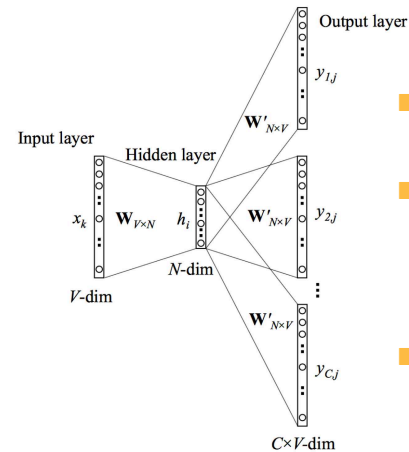 Output layer
y1,j
W'N×V
Input layer
Hidden layer
xk
WV×N
hi
W'N×V
y2,j
N-dim
V-dim
W'N×V
yC,j
C×V-dim